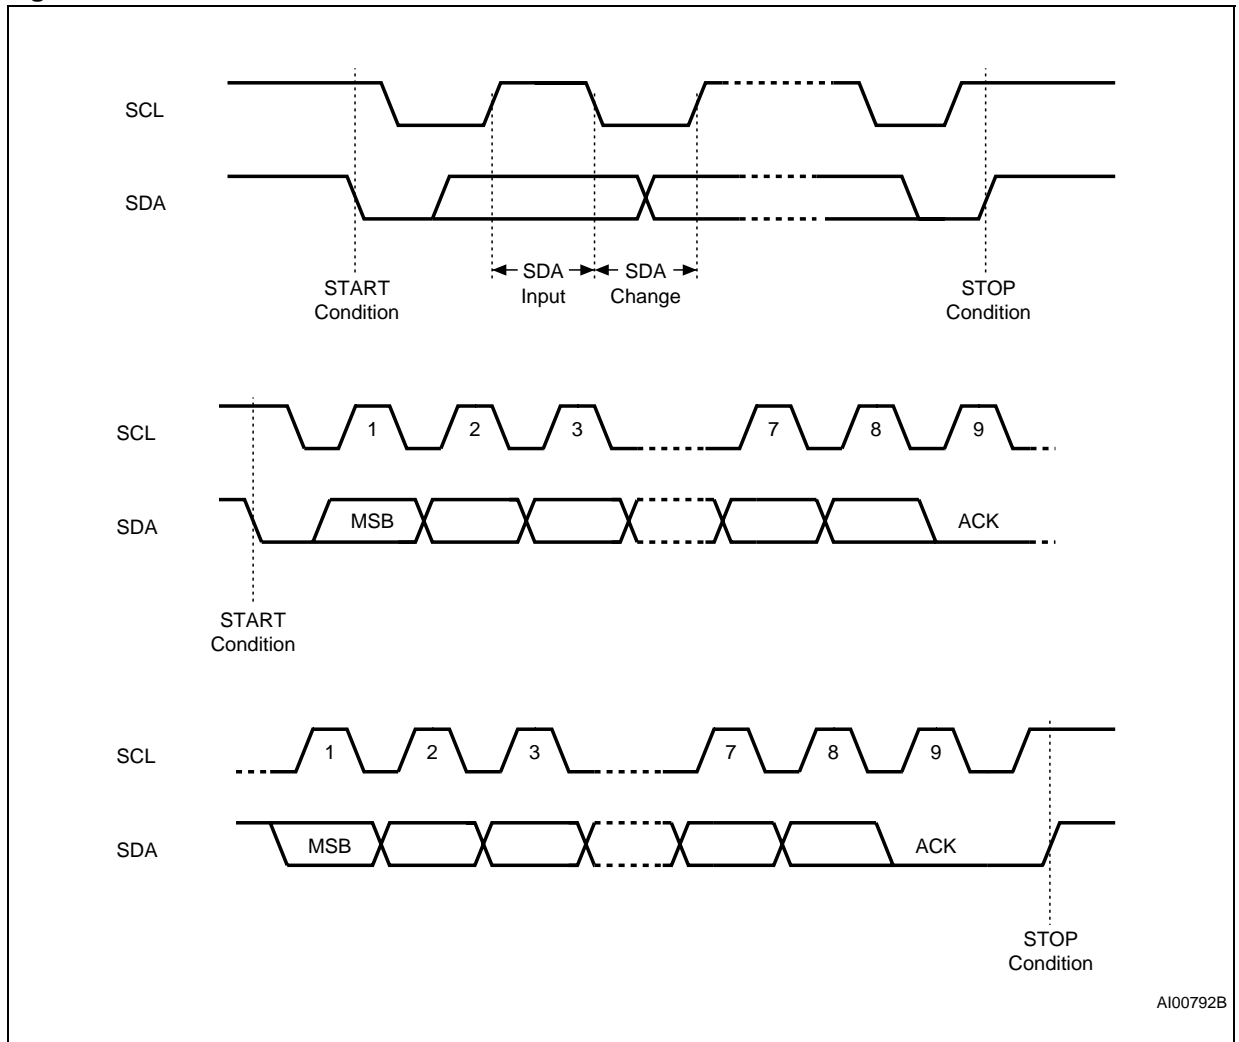 SCL
SDA
SDA
Input
SDA
Change
START
Condition
STOP
Condition
SCL
1
2
3
7
8
9
SDA
MSB
ACK
START
Condition
SCL
1
2
3
7
8
9
SDA
MSB
ACK
STOP
Condition
AI00792B